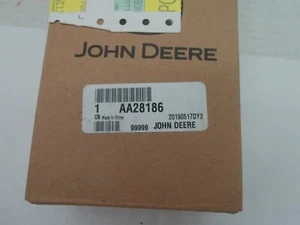 JOHN DEERE
1 AA28186
CN Made in China 20190517DY2
99999 JOHN DEERE